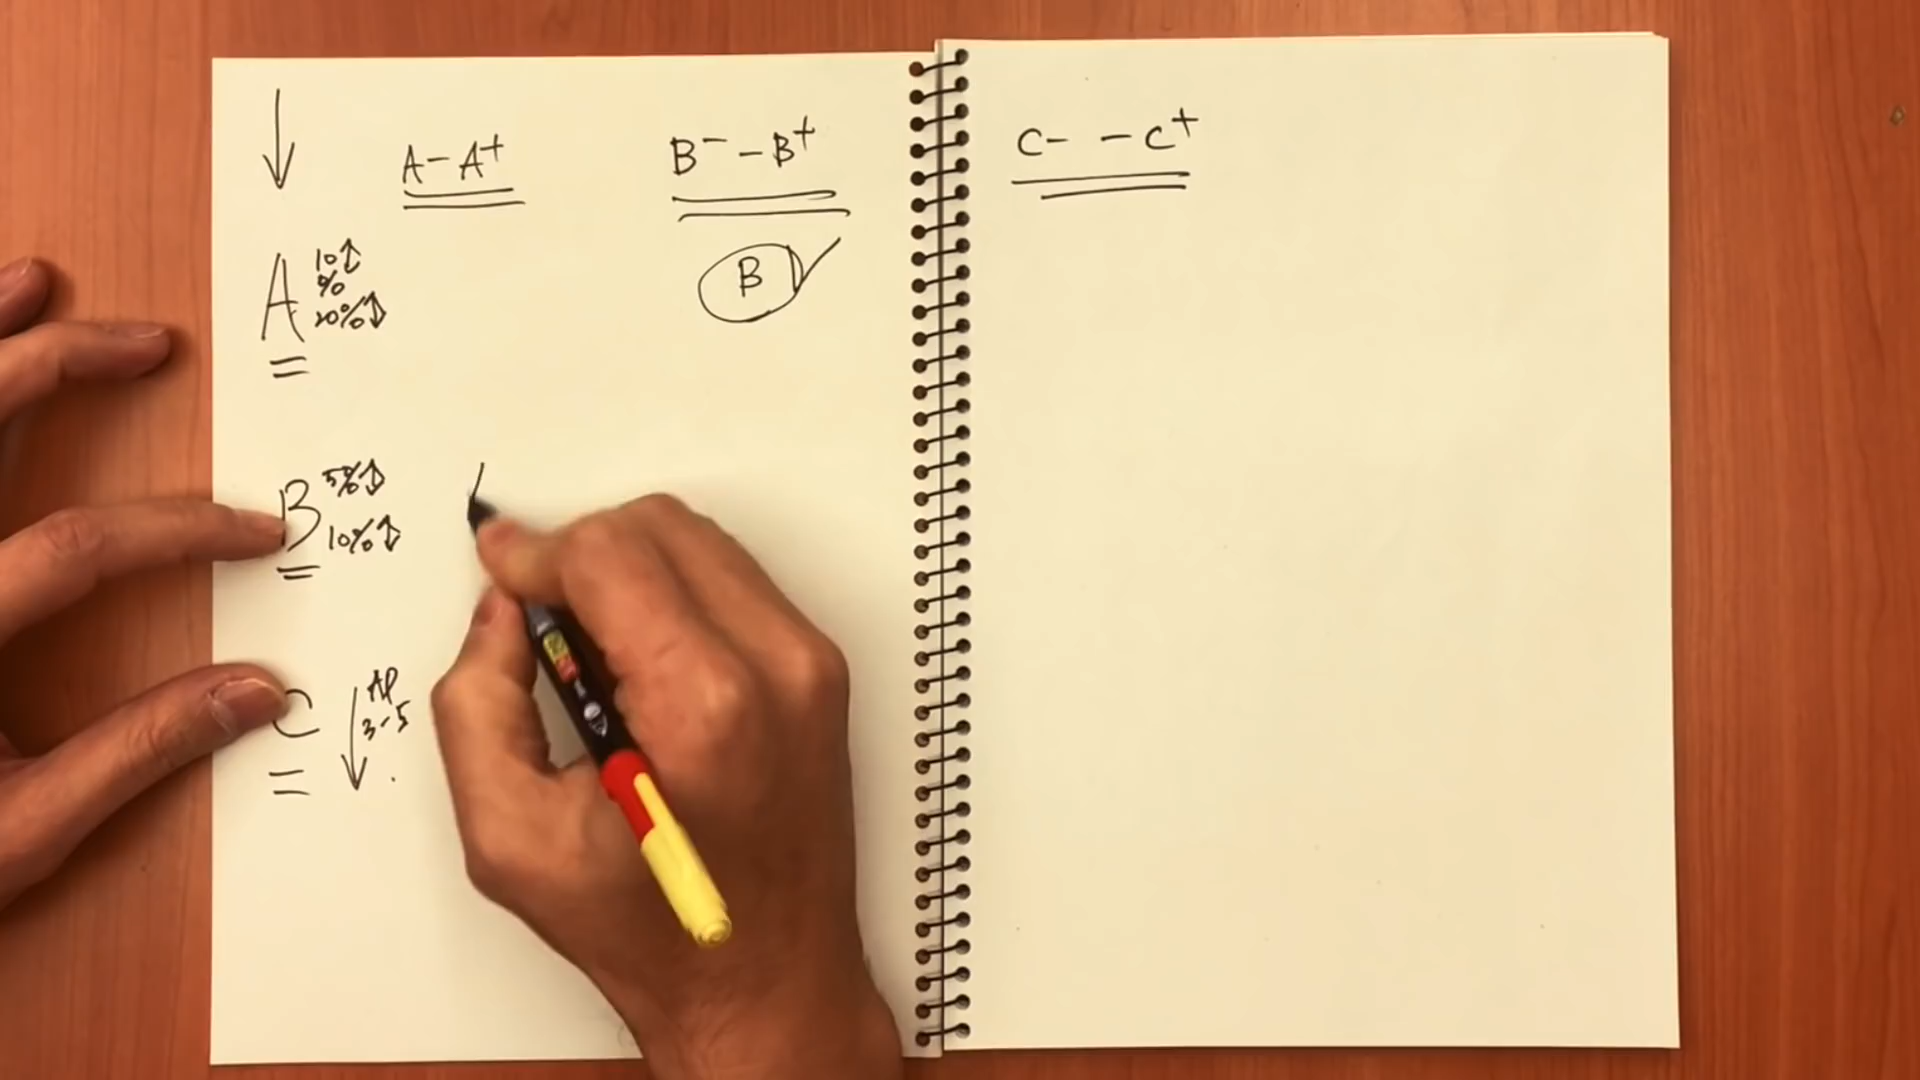 A - A+
B- - B+
C- - C+
A
10↕
%
20%↕
B
B
5%↕
10%↕
C
AP
3-5